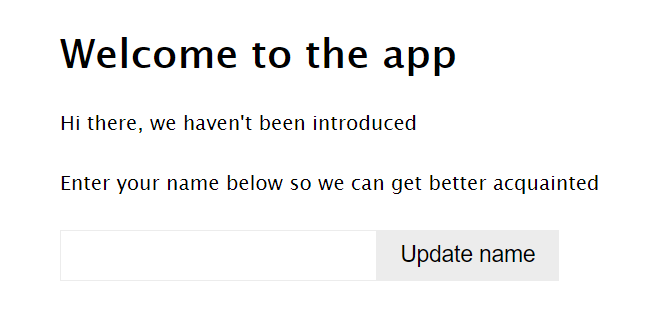 Welcome to the app
Hi there, we haven't been introduced
Enter your name below so we can get better acquainted
Update name